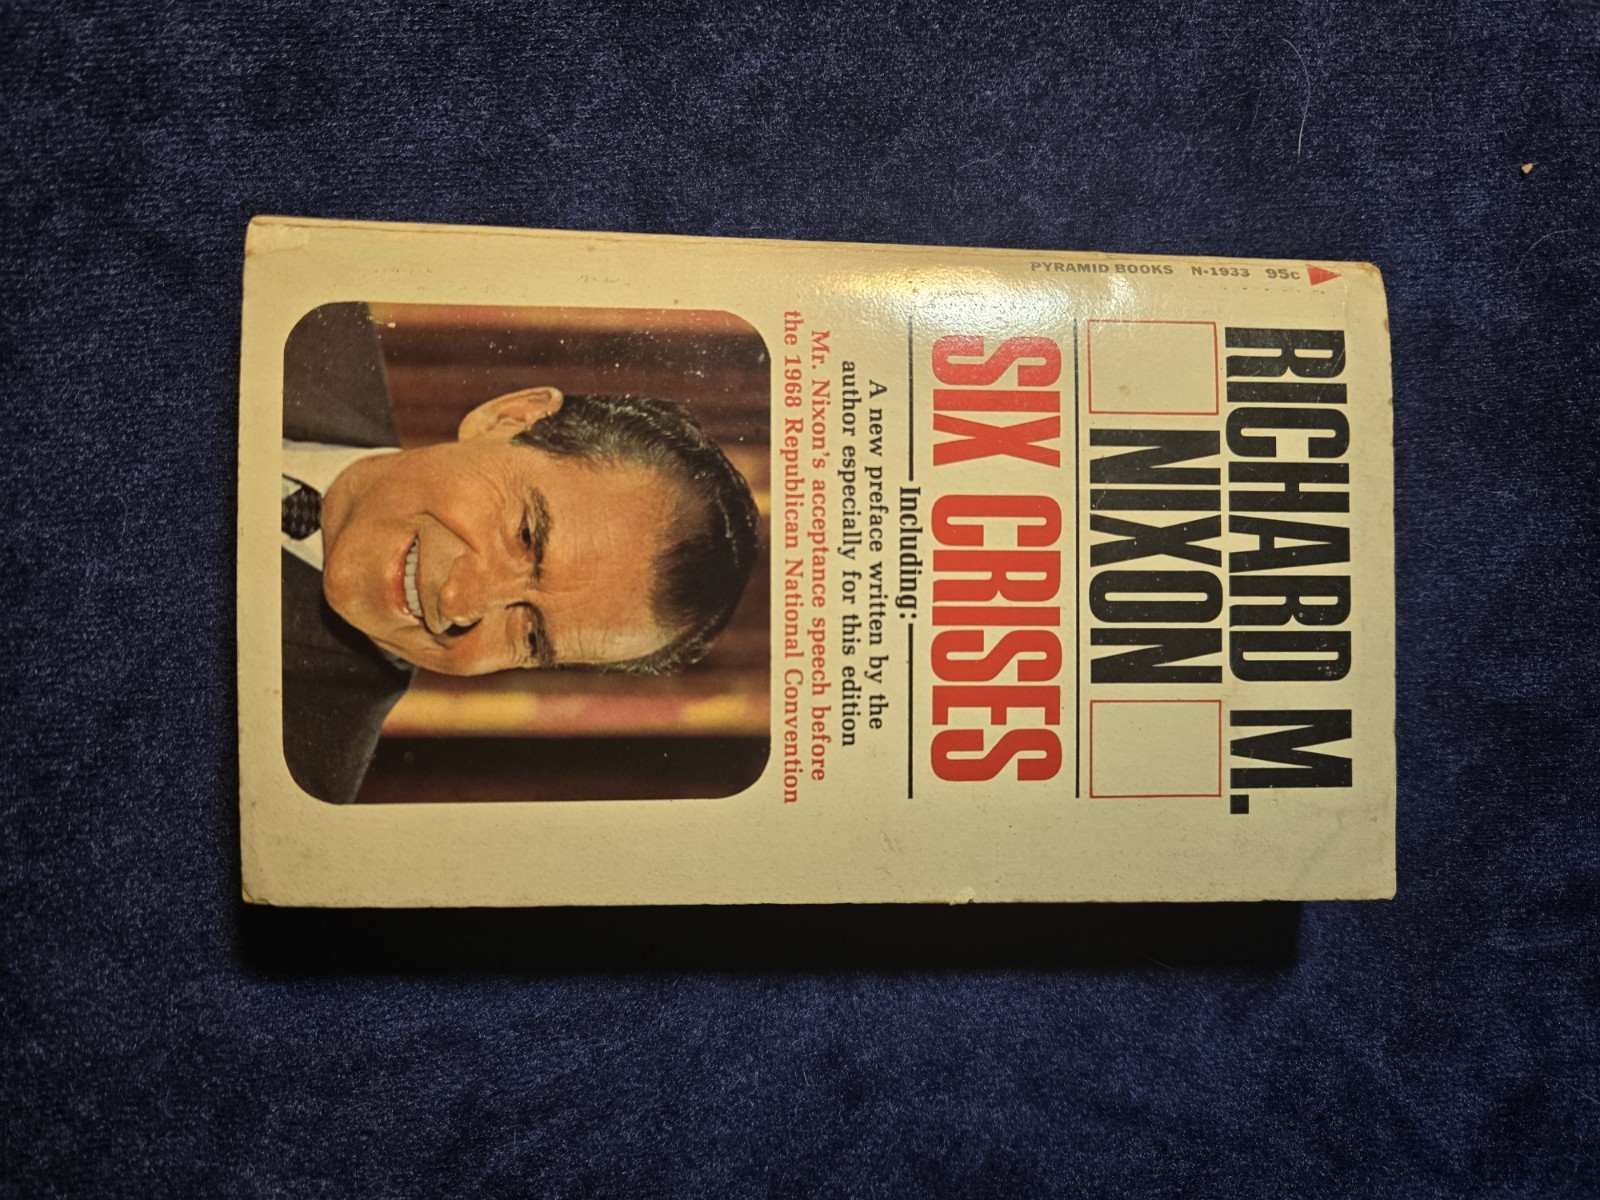 PYRAMID BOOKS N-1933 95c
RICHARD M.
NIXON
SIX CRISES
Including:
A new preface written by the
author especially for this edition
Mr. Nixon's acceptance speech before
the 1968 Republican National Convention